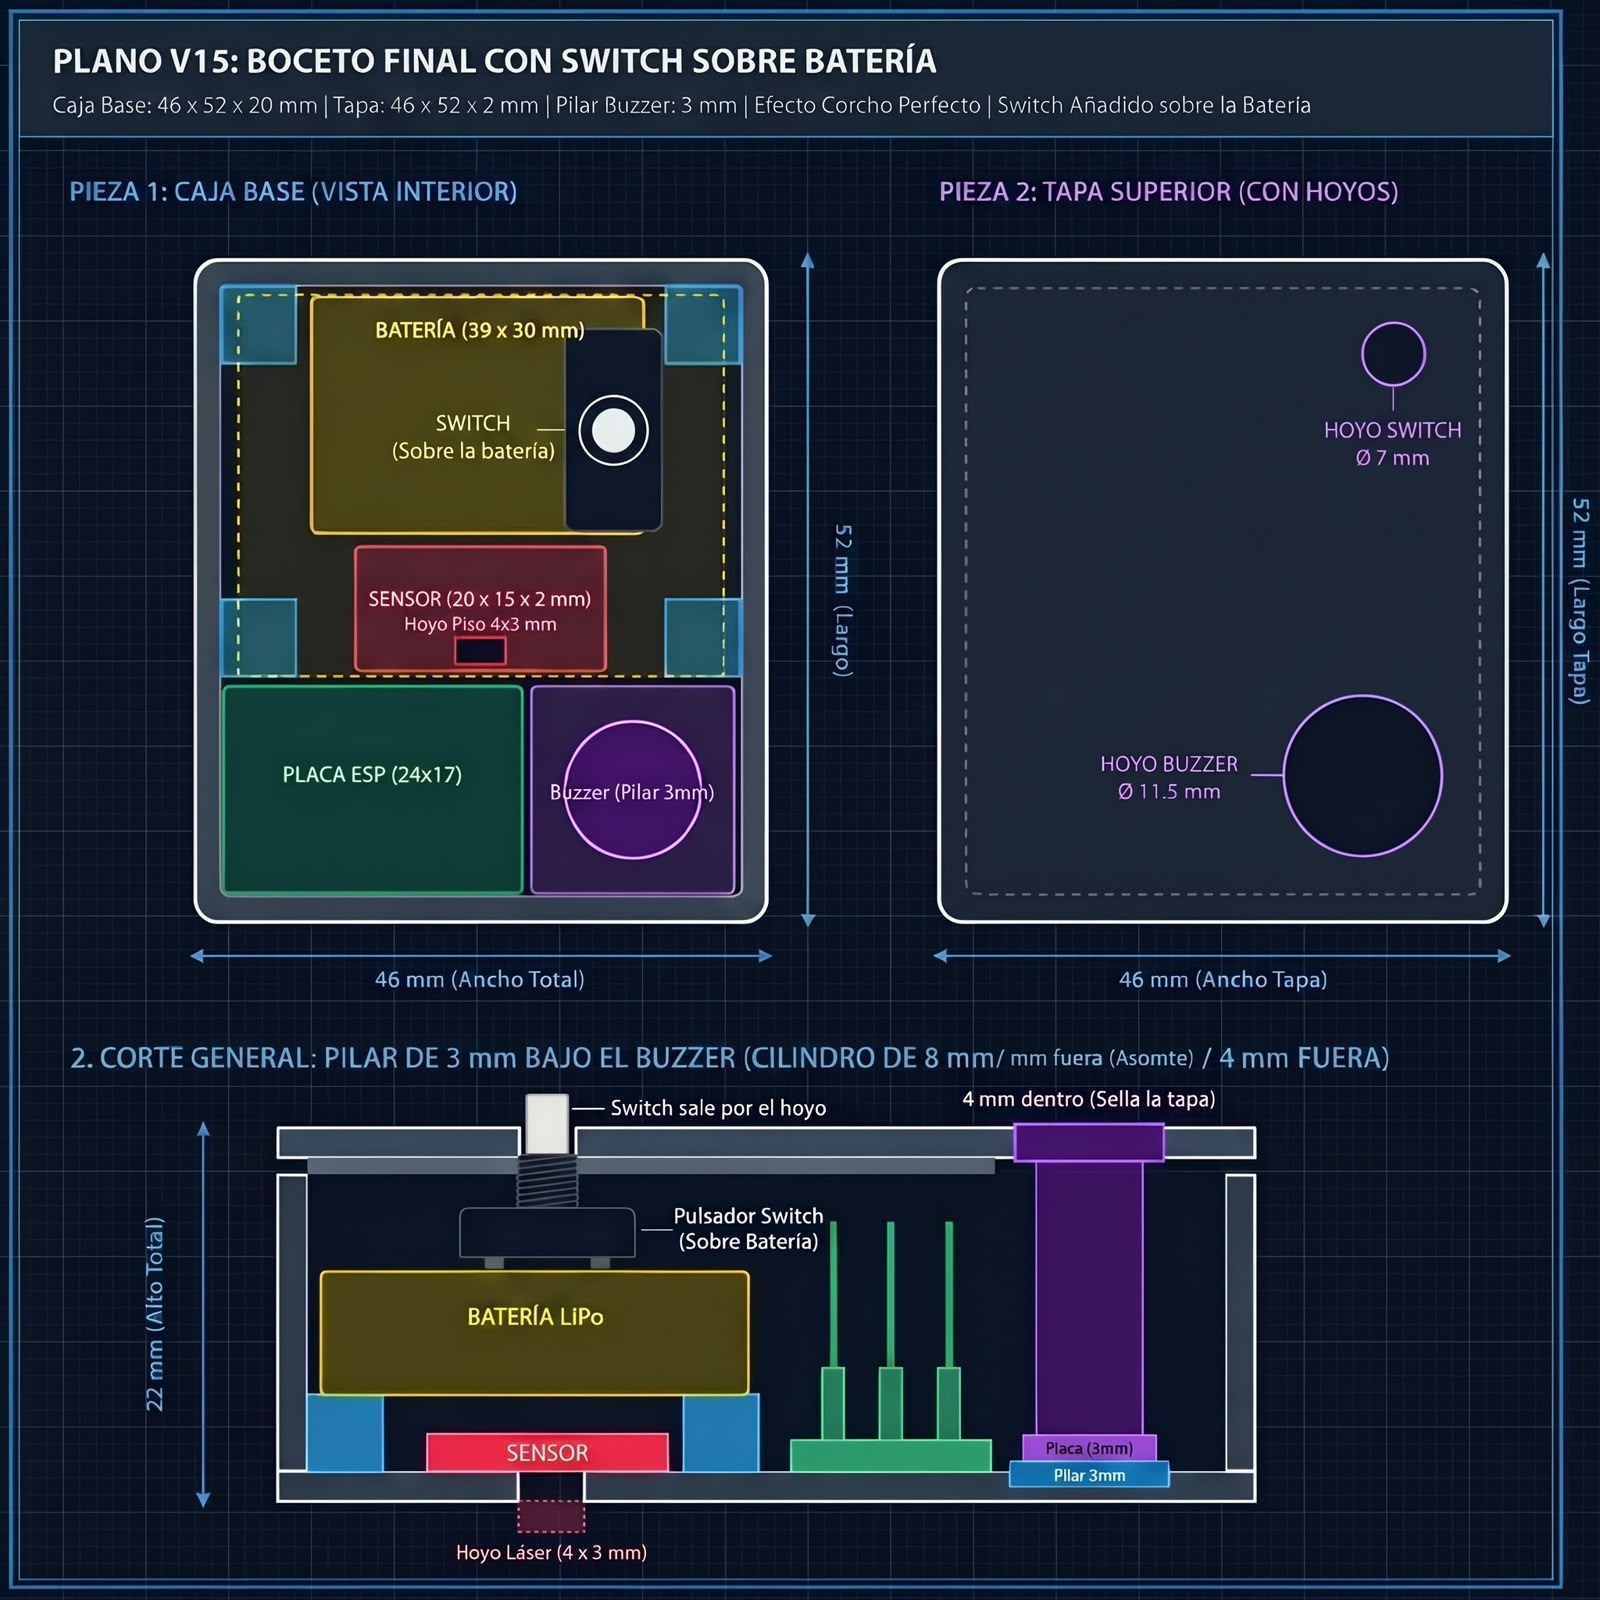 PLANO V15: BOCETO FINAL CON SWITCH SOBRE BATERÍA
Caja Base: 46 x 52 x 20 mm | Tapa: 46 x 52 x 2 mm | Pilar Buzzer: 3 mm | Efecto Corcho Perfecto | Switch Añadido sobre la Batería
PIEZA 1: CAJA BASE (VISTA INTERIOR)
BATERÍA (39 x 30 mm)
SWITCH
(Sobre la batería)
SENSOR (20 x 15 x 2 mm)
Hoyo Piso 4x3 mm
PLACA ESP (24x17)
Buzzer (Pilar 3mm)
52 mm (Largo)
46 mm (Ancho Total)
PIEZA 2: TAPA SUPERIOR (CON HOYOS)
HOYO SWITCH
Ø 7 mm
HOYO BUZZER
Ø 11.5 mm
52 mm (Largo Tapa)
46 mm (Ancho Tapa)
2. CORTE GENERAL: PILAR DE 3 mm BAJO EL BUZZER (CILINDRO DE 8 mm/ mm fuera (Asomte) / 4 mm FUERA)
Switch sale por el hoyo
4 mm dentro (Sella la tapa)
22 mm (Alto Total)
Pulsador Switch
(Sobre Batería)
BATERÍA LiPo
SENSOR
Placa (3mm)
Pllar 3mm
Hoyo Láser (4 x 3 mm)